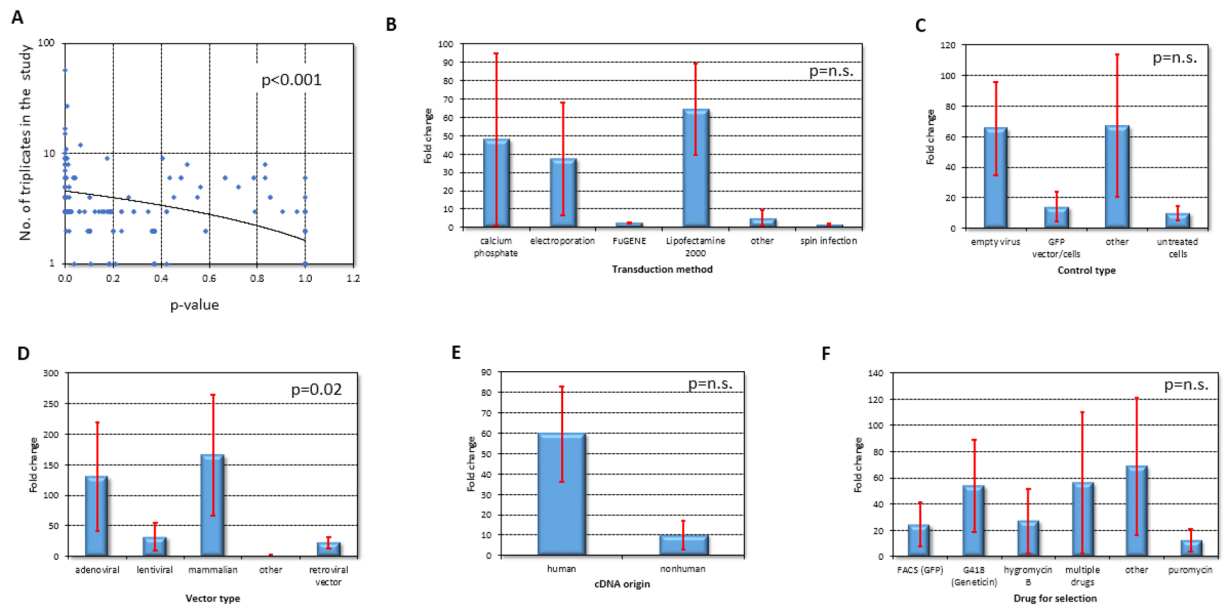 A
No. of triplicates in the study
100
10
1
p<0.001
0.0 0.2 0.4 0.6 0.8 1.0 1.2
p-value
B
Fold change
100
90
80
70
60
50
40
30
20
10
0
p=n.s.
calcium phosphate
electroporation
FuGENE
Lipofectamine 2000
other
spin infection
Transduction method
C
Fold change
120
100
80
60
40
20
0
p=n.s.
empty virus
GFP vector/cells
other
untreated cells
Control type
D
Fold change
300
250
200
150
100
50
0
p=0.02
adenoviral
lentiviral
mammalian
other
retroviral vector
Vector type
E
Fold change
90
80
70
60
50
40
30
20
10
0
p=n.s.
human
nonhuman
cDNA origin
F
Fold change
140
120
100
80
60
40
20
0
p=n.s.
FACS (GFP)
G418 (Geneticin)
hygromycin B
multiple drugs
other
puromycin
Drug for selection